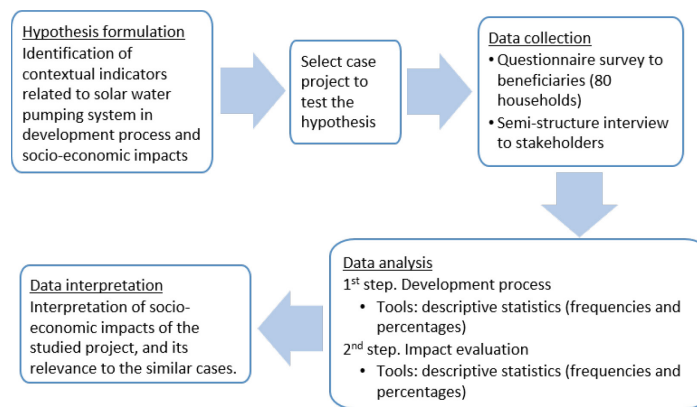 Hypothesis formulation
Identification of
contextual indicators
related to solar water
pumping system in
development process and
socio-economic impacts
Select case
project to
test the
hypothesis
Data collection
• Questionnaire survey to
beneficiaries (80
households)
• Semi-structure interview
to stakeholders
Data analysis
1st step. Development process
• Tools: descriptive statistics (frequencies and
percentages)
2nd step. Impact evaluation
• Tools: descriptive statistics (frequencies and
percentages)
Data interpretation
Interpretation of socio-
economic impacts of the
studied project, and its
relevance to the similar cases.